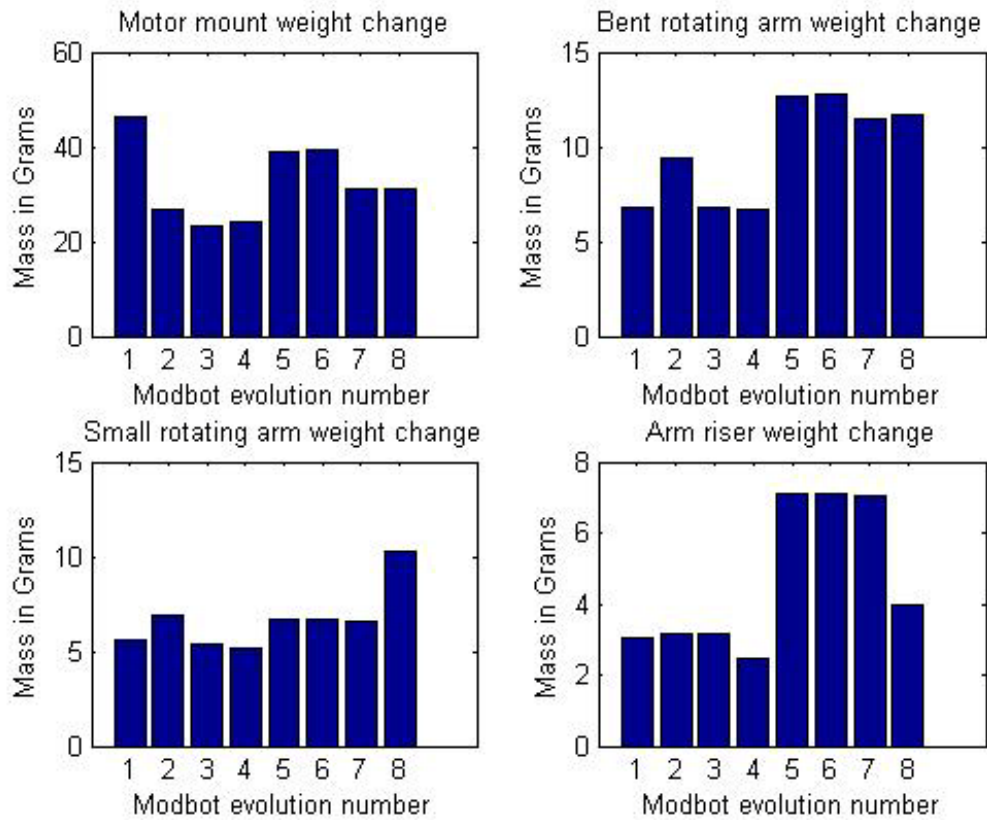 Motor mount weight change
60
40
20
0
Mass in Grams
1 2 3 4 5 6 7 8
Modbot evolution number
Bent rotating arm weight change
15
10
5
0
Mass in Grams
1 2 3 4 5 6 7 8
Modbot evolution number
Small rotating arm weight change
15
10
5
0
Mass in Grams
1 2 3 4 5 6 7 8
Modbot evolution number
Arm riser weight change
8
6
4
2
0
Mass in Grams
1 2 3 4 5 6 7 8
Modbot evolution number